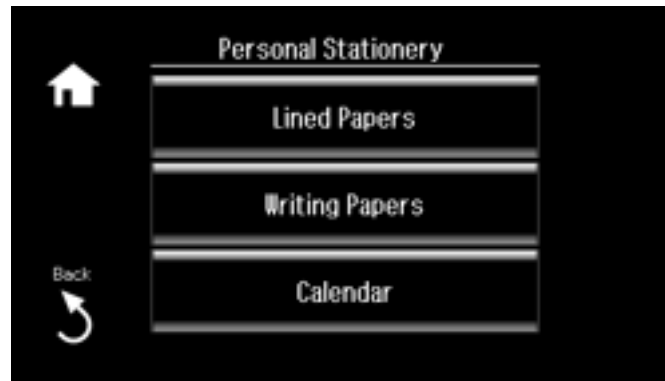 Personal Stationery
Lined Papers
Writing Papers
Calendar
Back